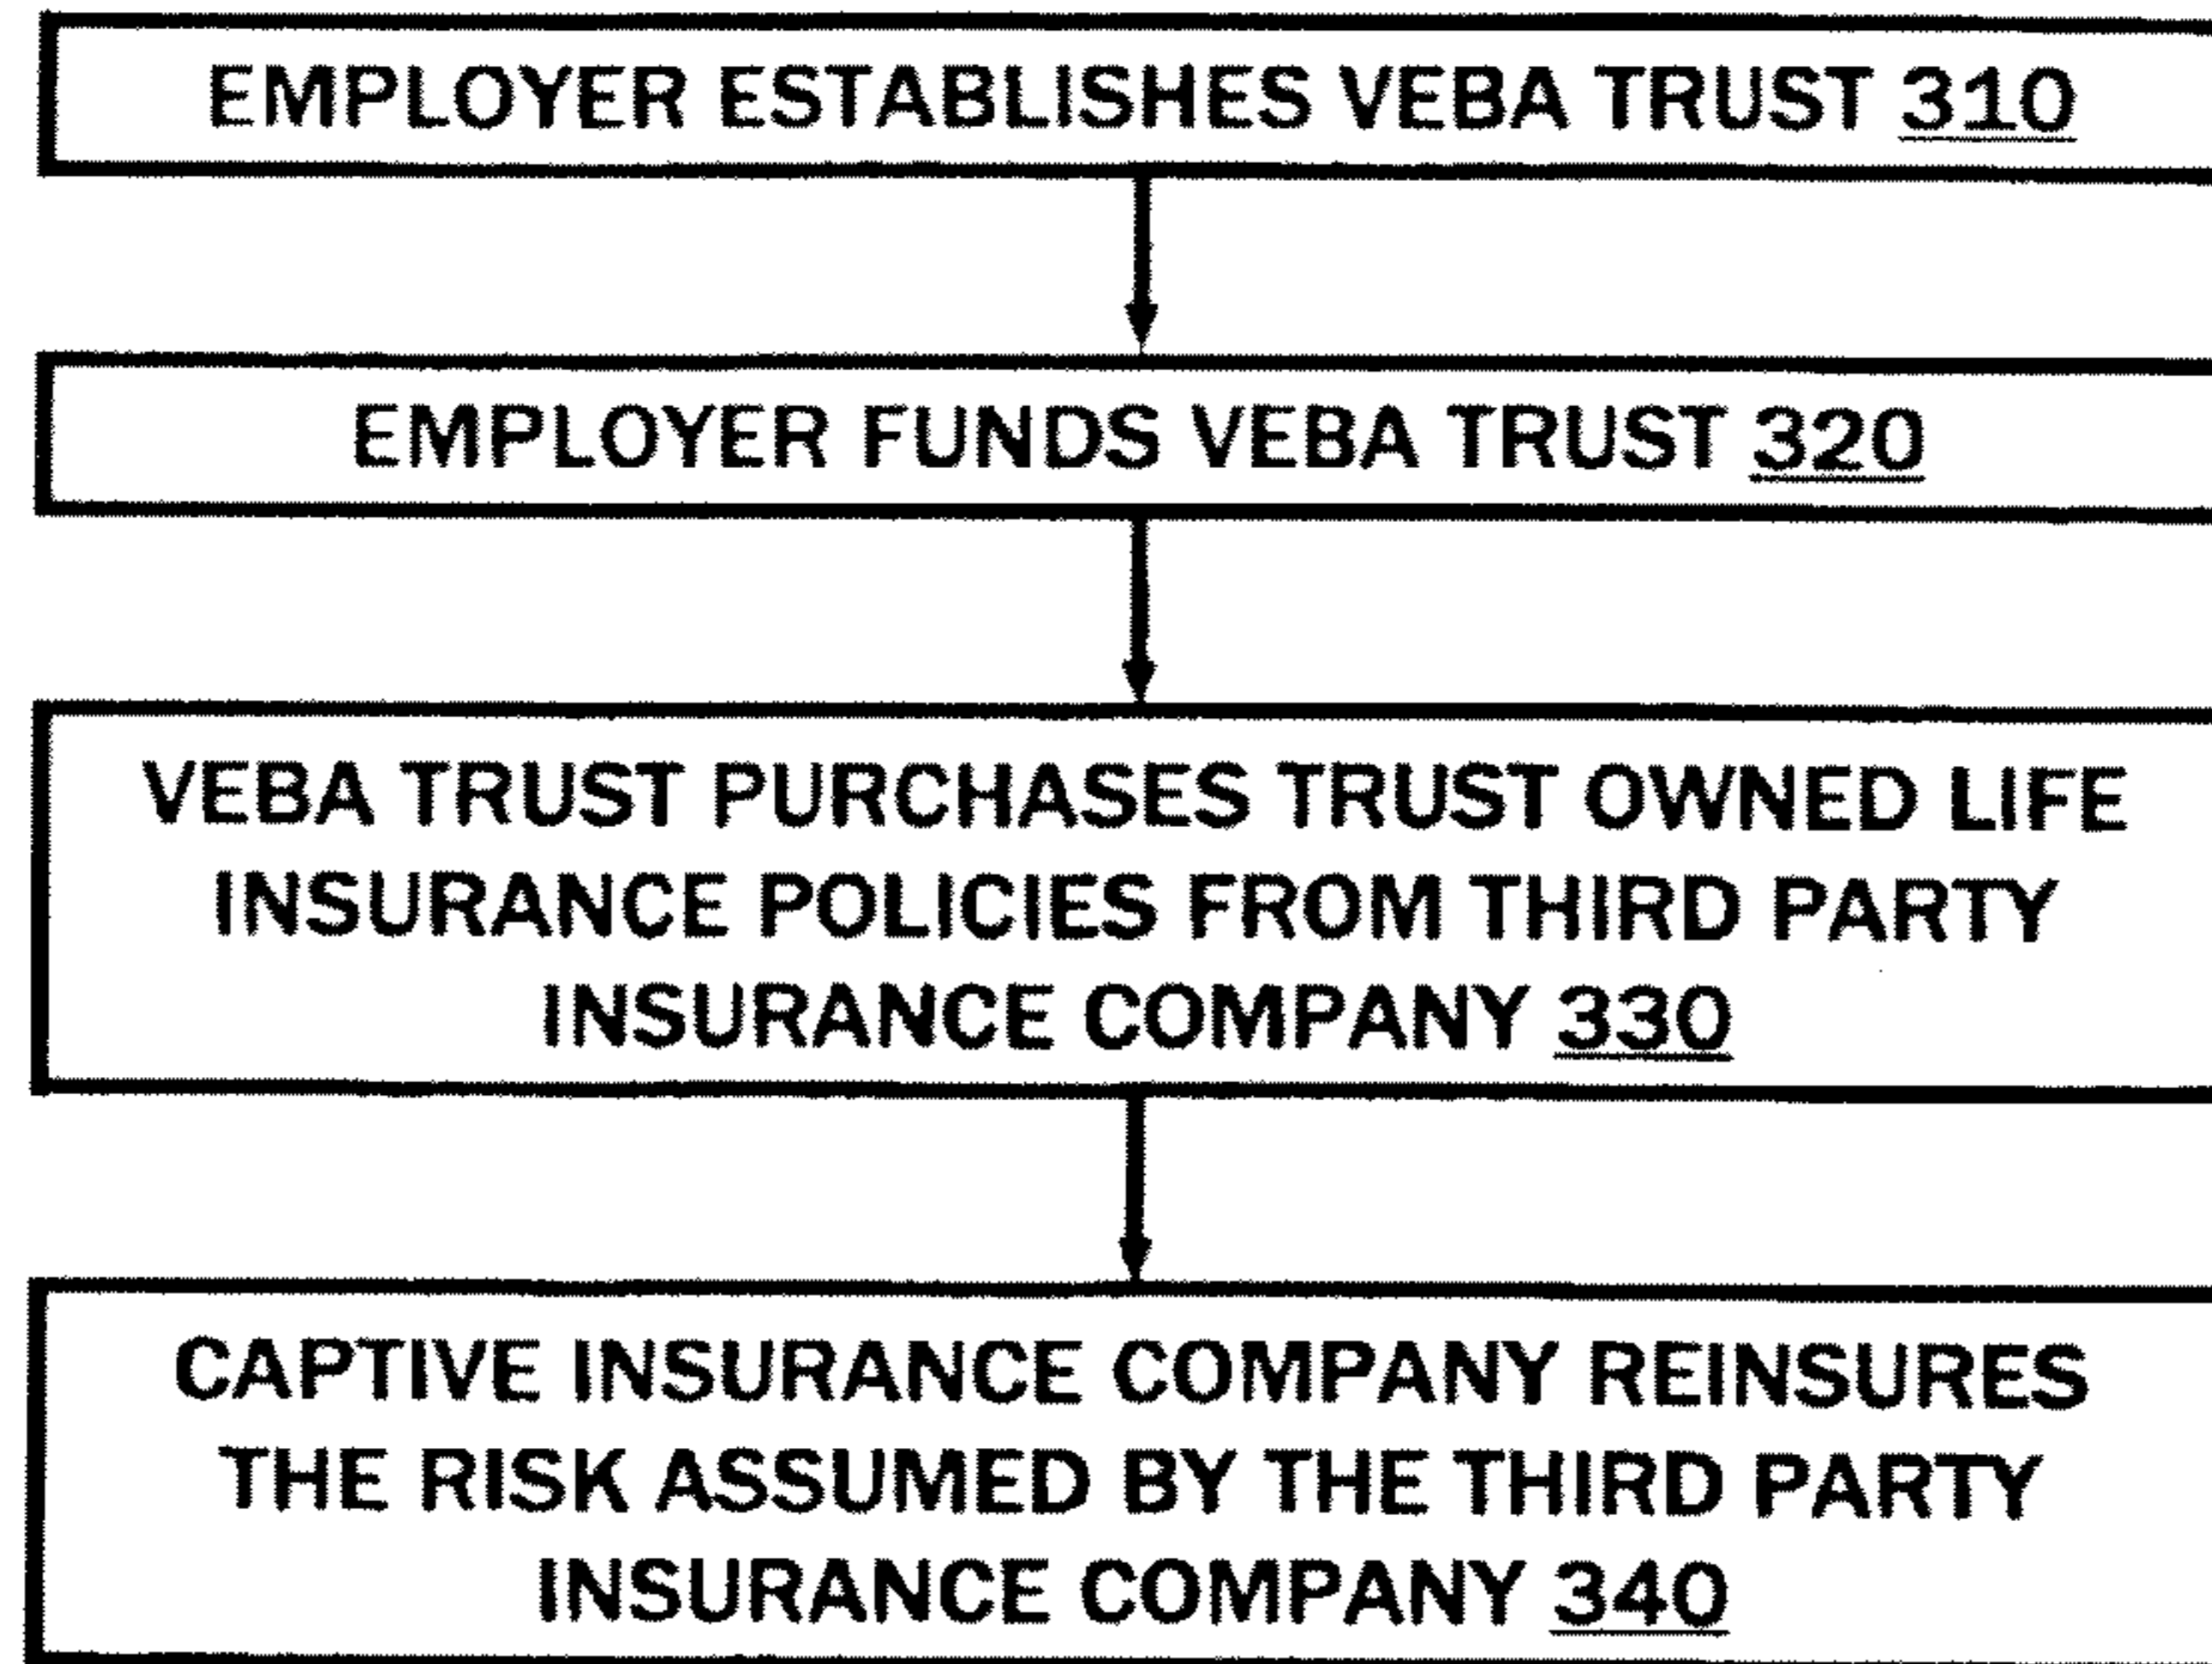 EMPLOYER ESTABLISHES VEBA TRUST 310
EMPLOYER FUNDS VEBA TRUST 320
VEBA TRUST PURCHASES TRUST OWNED LIFE
INSURANCE POLICIES FROM THIRD PARTY
INSURANCE COMPANY 330
CAPTIVE INSURANCE COMPANY REINSURES
THE RISK ASSUMED BY THE THIRD PARTY
INSURANCE COMPANY 340